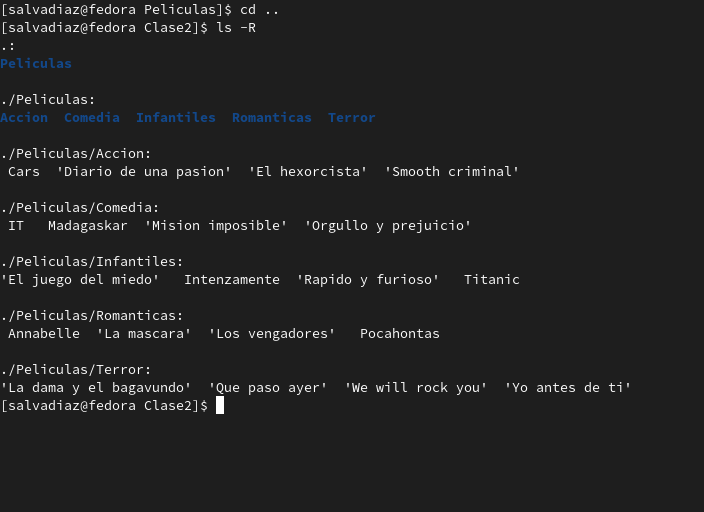 [salvadiaz@fedora Peliculas]$ cd ..
[salvadiaz@fedora Clase2]$ ls -R
.:
Peliculas
./Peliculas:
Accion  Comedia  Infantiles  Romanticas  Terror
./Peliculas/Accion:
Cars  'Diario de una pasion'  'El hexorcista'  'Smooth criminal'
./Peliculas/Comedia:
IT   Madagaskar  'Mision imposible'  'Orgullo y prejuicio'
./Peliculas/Infantiles:
'El juego del miedo'   Intenzamente  'Rapido y furioso'   Titanic
./Peliculas/Romanticas:
Annabelle  'La mascara'  'Los vengadores'   Pocahontas
./Peliculas/Terror:
'La dama y el bagavundo'  'Que paso ayer'  'We will rock you'  'Yo antes de ti'
[salvadiaz@fedora Clase2]$